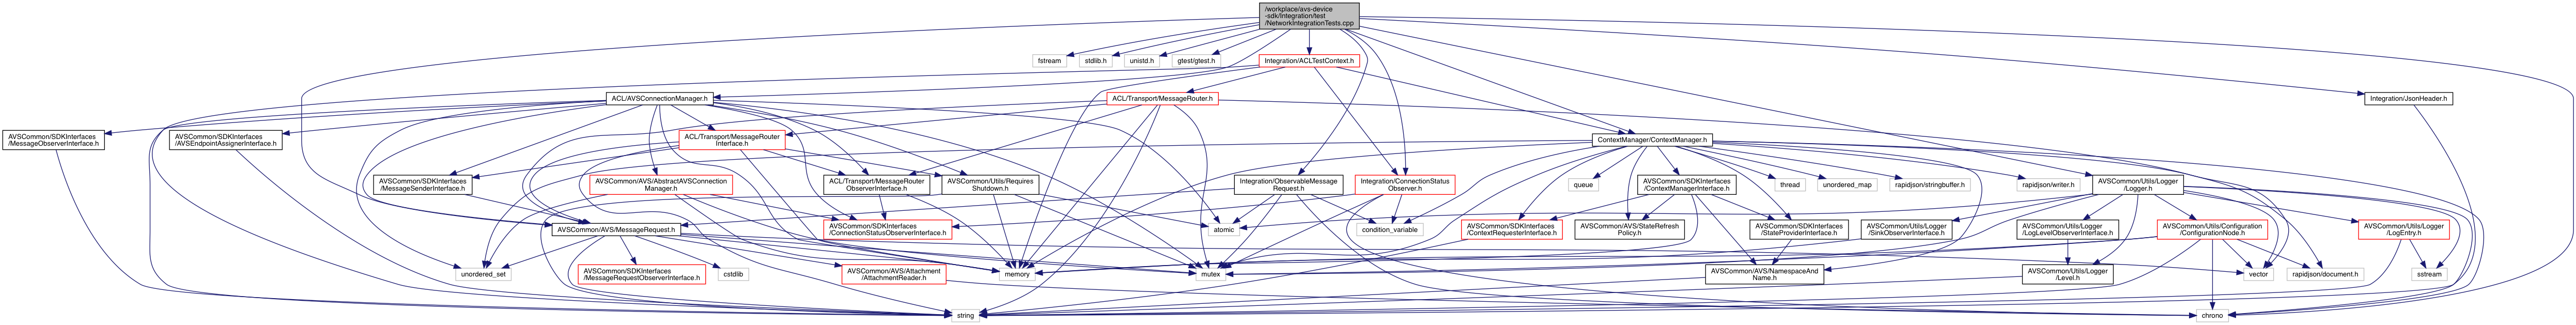 /workplace/avs-device
-sdk/Integration/test
/NetworkIntegrationTests.cpp
fstream
stdlib.h
unistd.h
gtest/gtest.h
Integration/ACLTestContext.h
ACL/AVSConnectionManager.h
ACL/Transport/MessageRouter.h
Integration/JsonHeader.h
AVSCommon/SDKInterfaces
/MessageObserverInterface.h
AVSCommon/SDKInterfaces
/AVSEndpointAssignerInterface.h
ACL/Transport/MessageRouter
Interface.h
ContextManager/ContextManager.h
AVSCommon/SDKInterfaces
/MessageSenderInterface.h
AVSCommon/AVS/AbstractAVSConnection
Manager.h
ACL/Transport/MessageRouter
ObserverInterface.h
AVSCommon/Utils/Requires
Shutdown.h
Integration/ObservableMessage
Request.h
Integration/ConnectionStatus
Observer.h
queue
AVSCommon/SDKInterfaces
/ContextManagerInterface.h
thread
unordered_map
rapidjson/stringbuffer.h
rapidjson/writer.h
AVSCommon/Utils/Logger
/Logger.h
AVSCommon/AVS/MessageRequest.h
AVSCommon/SDKInterfaces
/ConnectionStatusObserverInterface.h
atomic
condition_variable
AVSCommon/SDKInterfaces
/ContextRequesterInterface.h
AVSCommon/AVS/StateRefresh
Policy.h
AVSCommon/SDKInterfaces
/StateProviderInterface.h
AVSCommon/Utils/Logger
/SinkObserverInterface.h
AVSCommon/Utils/Logger
/LogLevelObserverInterface.h
AVSCommon/Utils/Configuration
/ConfigurationNode.h
AVSCommon/Utils/Logger
/LogEntry.h
unordered_set
AVSCommon/SDKInterfaces
/MessageRequestObserverInterface.h
cstdlib
AVSCommon/AVS/Attachment
/AttachmentReader.h
memory
mutex
AVSCommon/AVS/NamespaceAnd
Name.h
AVSCommon/Utils/Logger
/Level.h
vector
rapidjson/document.h
sstream
string
chrono